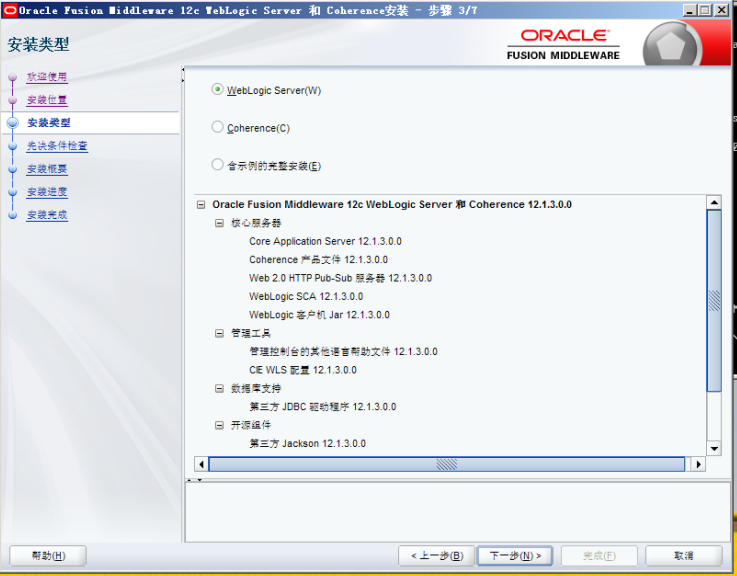 Oracle Fusion Middleware 12c WebLogic Server 和 Coherence安装 - 步骤 3/7
安装类型
ORACLE
FUSION MIDDLEWARE
欢迎使用
安装位置
安装类型
先决条件检查
安装概要
安装进度
安装完成
WebLogic Server(W)
Coherence(C)
含示例的完整安装(E)
Oracle Fusion Middleware 12c WebLogic Server 和 Coherence 12.1.3.0.0
核心服务器
Core Application Server 12.1.3.0.0
Coherence 产品文件 12.1.3.0.0
Web 2.0 HTTP Pub-Sub 服务器 12.1.3.0.0
WebLogic SCA 12.1.3.0.0
WebLogic 客户机 Jar 12.1.3.0.0
管理工具
管理控制台的其他语言帮助文件 12.1.3.0.0
CIE WLS 配置 12.1.3.0.0
数据库支持
第三方 JDBC 驱动程序 12.1.3.0.0
开源组件
第三方 Jackson 12.1.3.0.0
帮助(H)
< 上一步(B)
下一步(N) >
完成(F)
取消